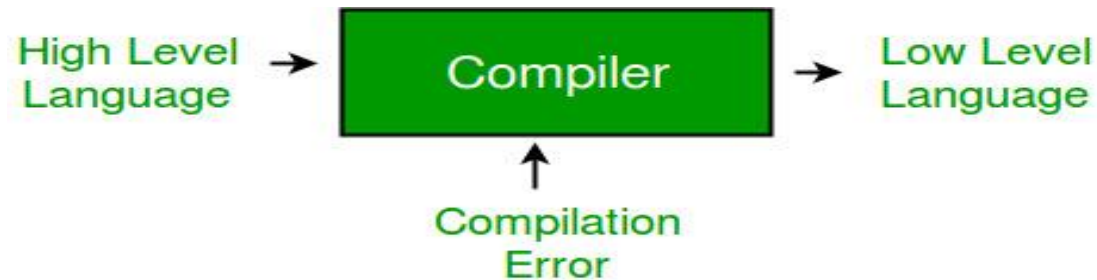 High Level
Language
Compiler
Low Level
Language
Compilation
Error